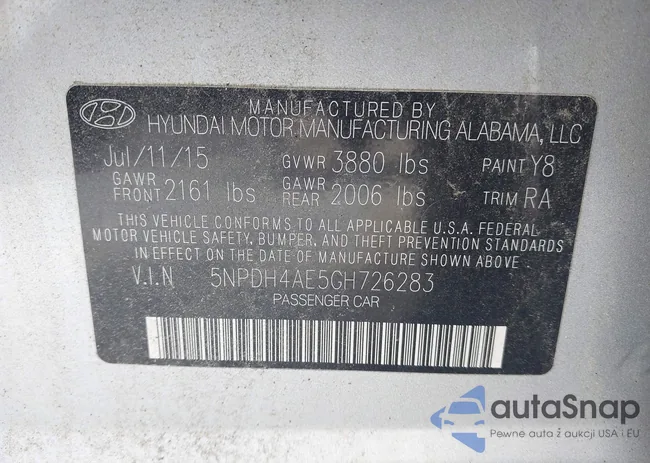 MANUFACTURED BY
HYUNDAI MOTOR MANUFACTURING ALABAMA, LLC
Jul/11/15 GVWR 3880 lbs PAINT Y8
GAWR FRONT 2161 lbs GAWR REAR 2006 lbs TRIM RA
THIS VEHICLE CONFORMS TO ALL APPLICABLE U.S.A. FEDERAL
MOTOR VEHICLE SAFETY, BUMPER, AND THEFT PREVENTION STANDARDS
IN EFFECT ON THE DATE OF MANUFACTURE SHOWN ABOVE.
V.I.N 5NPDH4AE5GH726283
PASSENGER CAR
autaSnap
Pewne auta z aukcji USA i EU